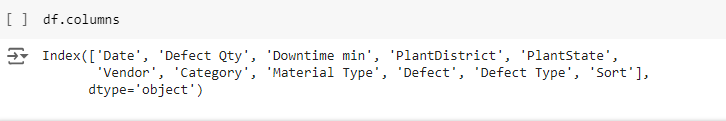 [ ] df.columns
Index(['Date', 'Defect Qty', 'Downtime min', 'PlantDistrict', 'PlantState',
'Vendor', 'Category', 'Material Type', 'Defect', 'Defect Type', 'Sort'],
dtype='object')